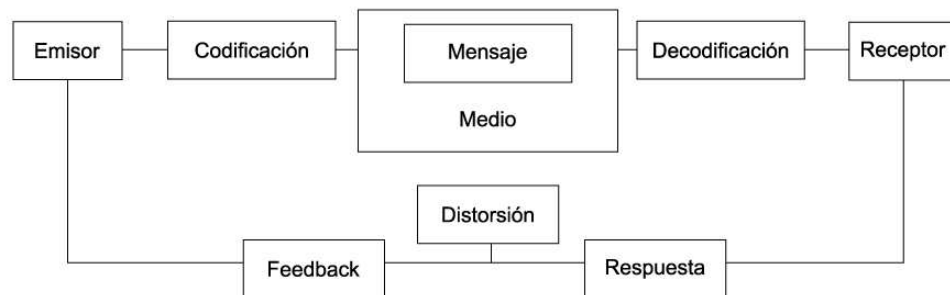 Emisor
Codificación
Mensaje
Medio
Decodificación
Receptor
Distorsión
Feedback
Respuesta